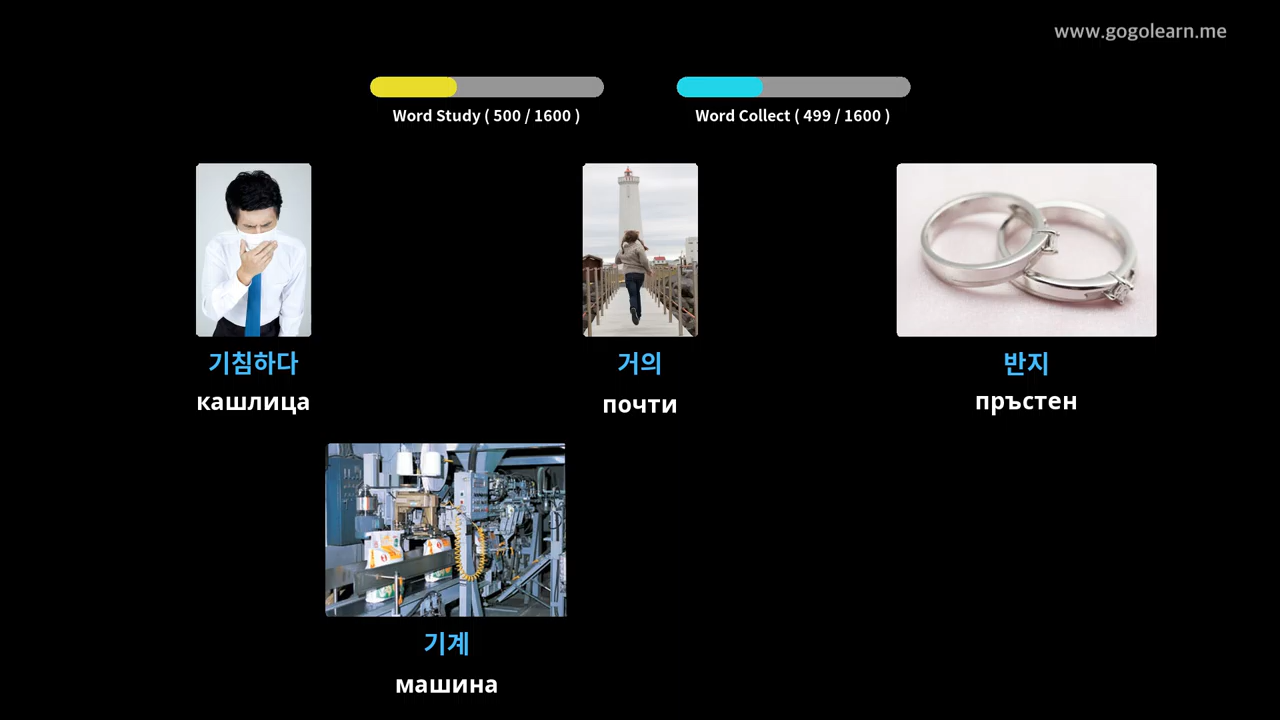 www.gogolearn.me
Word Study ( 500 / 1600 )
Word Collect ( 499 / 1600 )
기침하다
кашлица
거의
почти
반지
пръстен
기계
машина